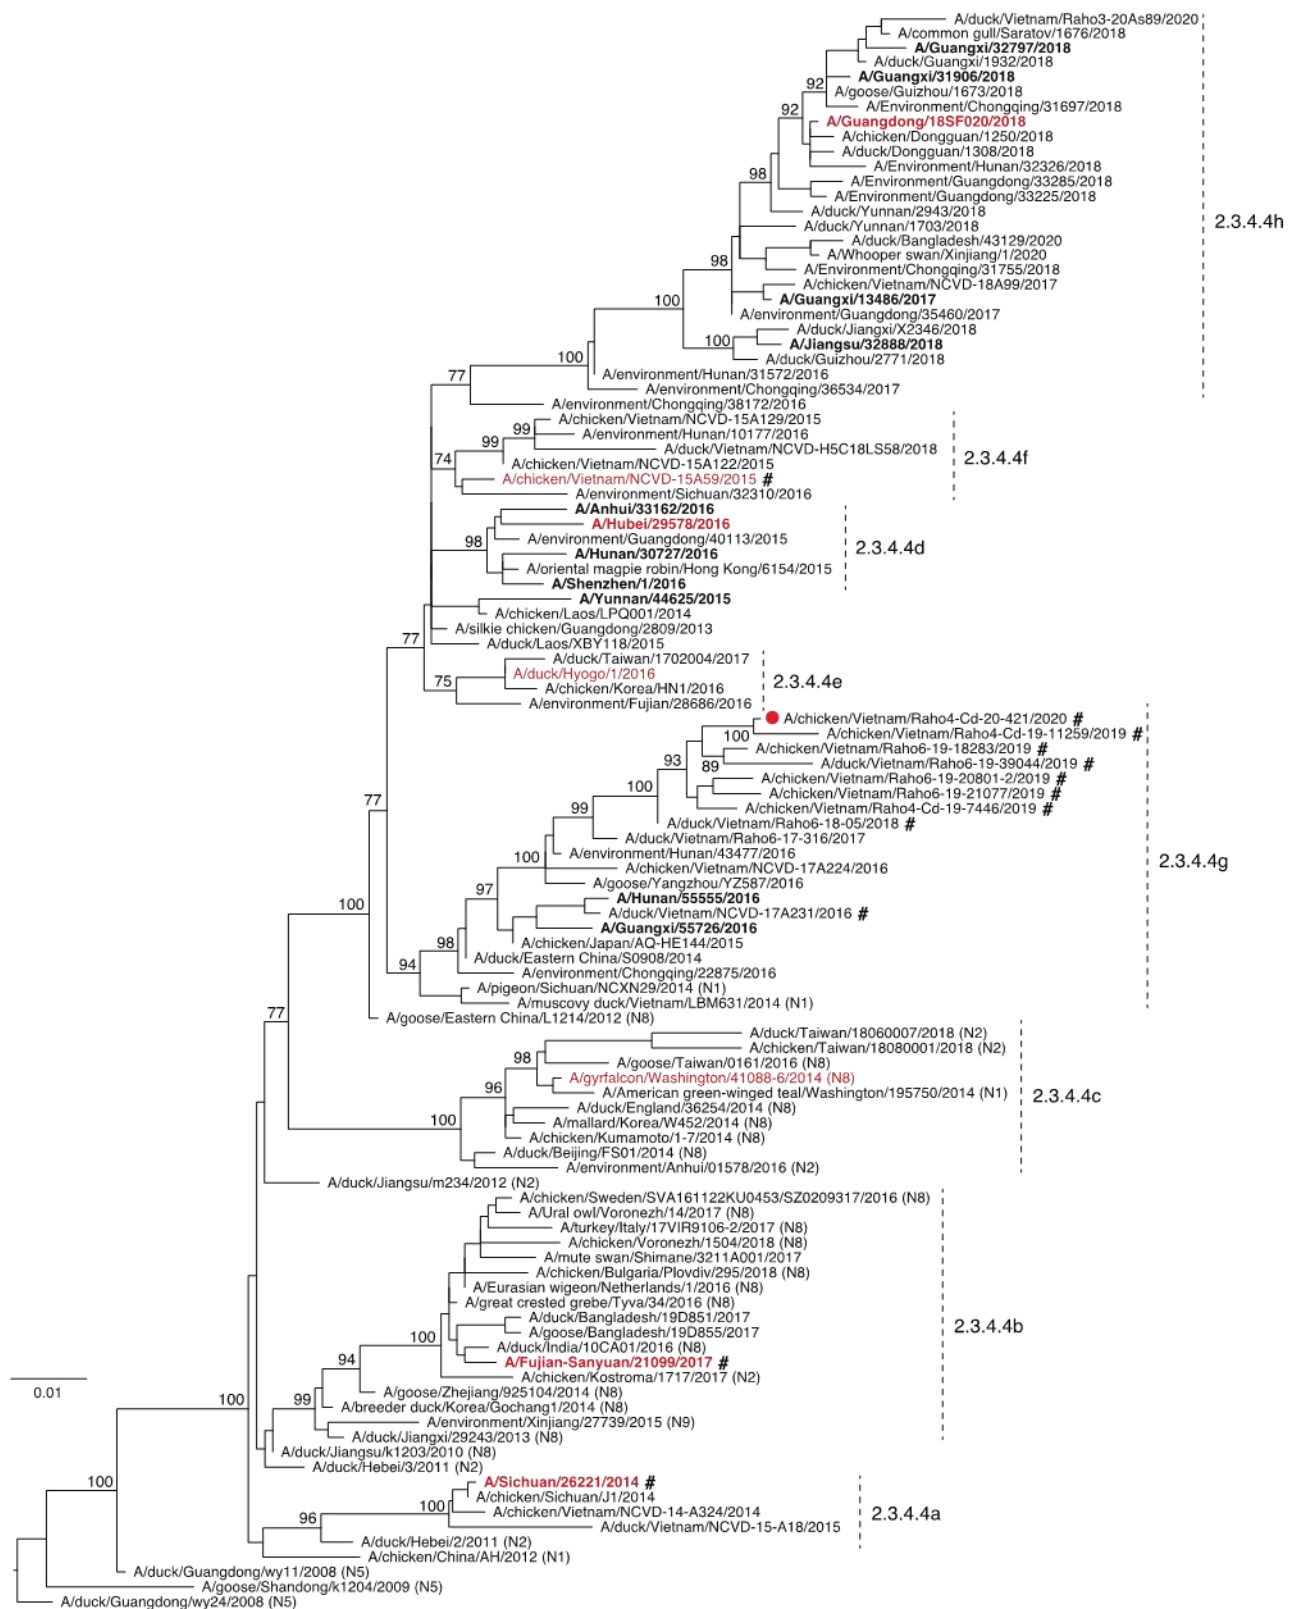 A/duck/Vietnam/Raho3-20As89/2020
A/common gull/Saratov/1676/2018
A/Guangxi/32797/2018
A/duck/Guangxi/1932/2018
A/Guangxi/31906/2018
92
A/goose/Guizhou/1673/2018
A/Environment/Chongqing/31697/2018
92
A/Guangdong/18SF020/2018
A/chicken/Dongguan/1250/2018
A/duck/Dongguan/1308/2018
A/Environment/Hunan/32326/2018
98
A/Environment/Guangdong/33285/2018
A/Environment/Guangdong/33225/2018
A/duck/Yunnan/2943/2018
2.3.4.4h
A/duck/Yunnan/1703/2018
A/duck/Bangladesh/43129/2020
A/Whooper swan/Xinjiang/1/2020
98
A/Environment/Chongqing/31755/2018
A/chicken/Vietnam/NCVD-18A99/2017
100
A/Guangxi/13486/2017
A/environment/Guangdong/35460/2017
A/duck/Jiangxi/X2346/2018
100
A/Jiangsu/32888/2018
A/duck/Guizhou/2771/2018
100
A/environment/Hunan/31572/2016
77
A/environment/Chongqing/36534/2017
A/environment/Chongqing/38172/2016
A/chicken/Vietnam/NCVD-15A129/2015
99
A/environment/Hunan/10177/2016
99
A/duck/Vietnam/NCVD-H5C18LS58/2018
74
A/chicken/Vietnam/NCVD-15A122/2015
2.3.4.4f
A/chicken/Vietnam/NCVD-15A59/2015 #
A/environment/Sichuan/32310/2016
A/Anhui/33162/2016
A/Hubei/29578/2016
98
A/environment/Guangdong/40113/2015
2.3.4.4d
A/Hunan/30727/2016
A/oriental magpie robin/Hong Kong/6154/2015
A/Shenzhen/1/2016
A/Yunnan/44625/2015
A/chicken/Laos/LPQ001/2014
A/silkie chicken/Guangdong/2809/2013
77
A/duck/Laos/XBY118/2015
A/duck/Taiwan/1702004/2017
75
A/duck/Hyogo/1/2016
2.3.4.4e
A/chicken/Korea/HN1/2016
A/environment/Fujian/28686/2016
A/chicken/Vietnam/Raho4-Cd-20-421/2020 #
100
A/chicken/Vietnam/Raho4-Cd-19-11259/2019 #
A/chicken/Vietnam/Raho6-19-18283/2019 #
93
89
A/duck/Vietnam/Raho6-19-39044/2019 #
A/chicken/Vietnam/Raho6-19-20801-2/2019 #
100
A/chicken/Vietnam/Raho6-19-21077/2019 #
77
99
A/chicken/Vietnam/Raho4-Cd-19-7446/2019 #
A/duck/Vietnam/Raho6-18-05/2018 #
A/duck/Vietnam/Raho6-17-316/2017
100
A/environment/Hunan/43477/2016
2.3.4.4g
A/chicken/Vietnam/NCVD-17A224/2016
97
A/goose/Yangzhou/YZ587/2016
100
A/Hunan/55555/2016
A/duck/Vietnam/NCVD-17A231/2016 #
A/Guangxi/55726/2016
98
A/chicken/Japan/AQ-HE144/2015
A/duck/Eastern China/S0908/2014
94
A/environment/Chongqing/22875/2016
A/pigeon/Sichuan/NCXN29/2014 (N1)
A/muscovy duck/Vietnam/LBM631/2014 (N1)
77
A/goose/Eastern China/L1214/2012 (N8)
A/duck/Taiwan/18060007/2018 (N2)
A/chicken/Taiwan/18080001/2018 (N2)
98
A/goose/Taiwan/0161/2016 (N8)
A/gyrfalcon/Washington/41088-6/2014 (N8)
96
A/American green-winged teal/Washington/195750/2014 (N1)
2.3.4.4c
A/duck/England/36254/2014 (N8)
100
A/mallard/Korea/W452/2014 (N8)
A/chicken/Kumamoto/1-7/2014 (N8)
A/duck/Beijing/FS01/2014 (N8)
A/environment/Anhui/01578/2016 (N2)
A/duck/Jiangsu/m234/2012 (N2)
A/chicken/Sweden/SVA161122KU0453/SZ0209317/2016 (N8)
A/Ural owl/Voronezh/14/2017 (N8)
A/turkey/Italy/17VIR9106-2/2017 (N8)
A/chicken/Voronezh/1504/2018 (N8)
A/mute swan/Shimane/3211A001/2017
A/chicken/Bulgaria/Plovdiv/295/2018 (N8)
A/Eurasian wigeon/Netherlands/1/2016 (N8)
A/great crested grebe/Tyva/34/2016 (N8)
A/duck/Bangladesh/19D851/2017
2.3.4.4b
A/goose/Bangladesh/19D855/2017
100
A/duck/India/10CA01/2016 (N8)
94
A/Fujian-Sanyuan/21099/2017 #
A/chicken/Kostroma/1717/2017 (N2)
0.01
A/goose/Zhejiang/925104/2014 (N8)
100
99
A/breeder duck/Korea/Gochang1/2014 (N8)
A/environment/Xinjiang/27739/2015 (N9)
A/duck/Jiangxi/29243/2013 (N8)
A/duck/Jiangsu/k1203/2010 (N8)
A/duck/Hebei/3/2011 (N2)
100
A/Sichuan/26221/2014 #
A/chicken/Sichuan/J1/2014
100
A/chicken/Vietnam/NCVD-14-A324/2014
2.3.4.4a
96
A/duck/Vietnam/NCVD-15-A18/2015
A/duck/Hebei/2/2011 (N2)
A/chicken/China/AH/2012 (N1)
A/duck/Guangdong/wy11/2008 (N5)
A/goose/Shandong/k1204/2009 (N5)
A/duck/Guangdong/wy24/2008 (N5)